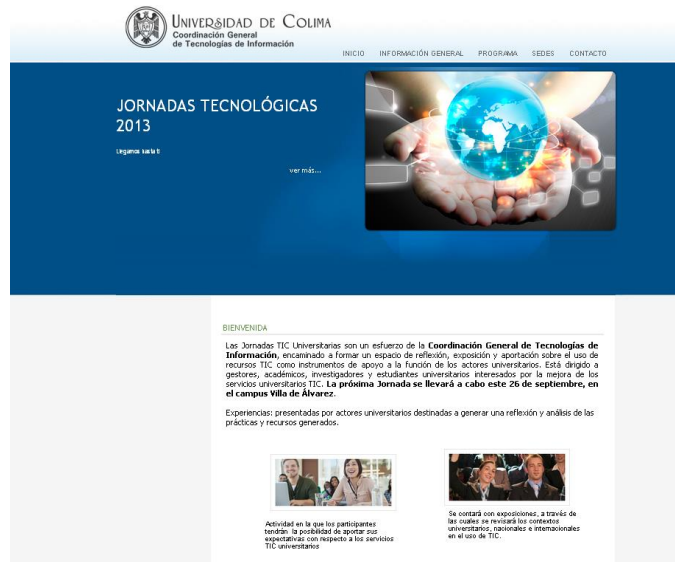 UNIVERSIDAD DE COLIMA
Coordinación General
de Tecnologías de Información
INICIO INFORMACIÓN GENERAL PROGRAMA SEDES CONTACTO
JORNADAS TECNOLÓGICAS
2013
Llegamos hasta ti
ver más...
BIENVENIDA
Las Jornadas TIC Universitarias son un esfuerzo de la Coordinación General de Tecnologías de
Información, encaminado a formar un espacio de reflexión, exposición y aportación sobre el uso de
recursos TIC como instrumentos de apoyo a la función de los actores universitarios. Está dirigido a
gestores, académicos, investigadores y estudiantes universitarios interesados por la mejora de los
servicios universitarios TIC. La próxima Jornada se llevará a cabo este 26 de septiembre, en
el campus Villa de Álvarez.
Experiencias: presentadas por actores universitarios destinadas a generar una reflexión y análisis de las
prácticas y recursos generados.
Actividad en la que los participantes
tendrán la posibilidad de aportar sus
expectativas con respecto a los servicios
TIC universitarios
Se contará con exposiciones, a través de
las cuales se revisará los contextos
universitarios, nacionales e internacionales
en el uso de TIC.